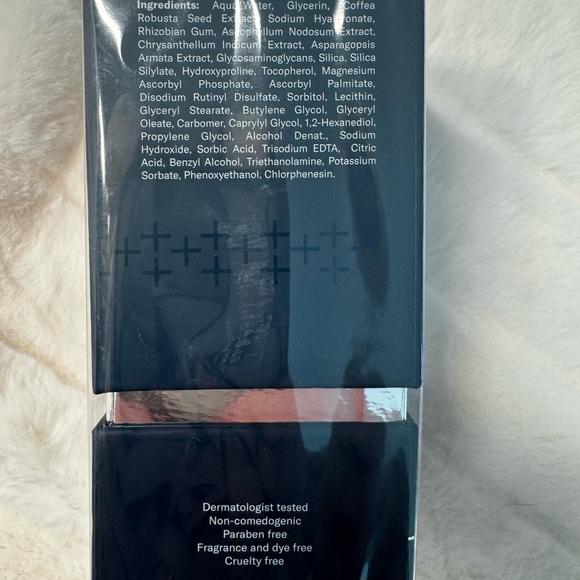 Ingredients: Aqua/Water, Glycerin, Coffea
Robusta Seed Extract, Sodium Hyaluronate,
Rhizobian Gum, Ascophyllum Nodosum Extract,
Chrysanthellum Indicum Extract, Asparagopsis
Armata Extract, Glycosaminoglycans, Silica, Silica
Silylate, Hydroxyproline, Tocopherol, Magnesium
Ascorbyl Phosphate, Ascorbyl Palmitate,
Disodium Rutinyl Disulfate, Sorbitol, Lecithin,
Glyceryl Stearate, Butylene Glycol, Glyceryl
Oleate, Carbomer, Caprylyl Glycol, 1,2-Hexanediol,
Propylene Glycol, Alcohol Denat., Sodium
Hydroxide, Sorbic Acid, Trisodium EDTA, Citric
Acid, Benzyl Alcohol, Triethanolamine, Potassium
Sorbate, Phenoxyethanol, Chlorphenesin.
Dermatologist tested
Non-comedogenic
Paraben free
Fragrance and dye free
Cruelty free